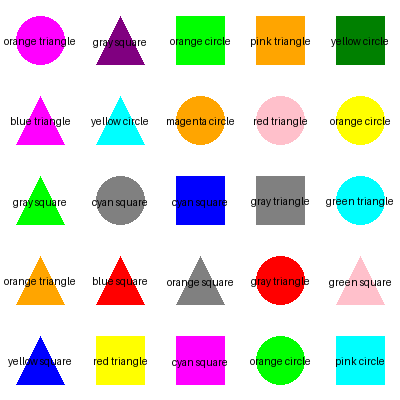 orange triangle
gray square
orange circle
pink triangle
yellow circle
blue triangle
yellow circle
magenta circle
red triangle
orange circle
gray square
cyan square
cyan square
gray triangle
green triangle
orange triangle
blue square
orange square
gray triangle
green square
yellow square
red triangle
cyan square
orange circle
pink circle